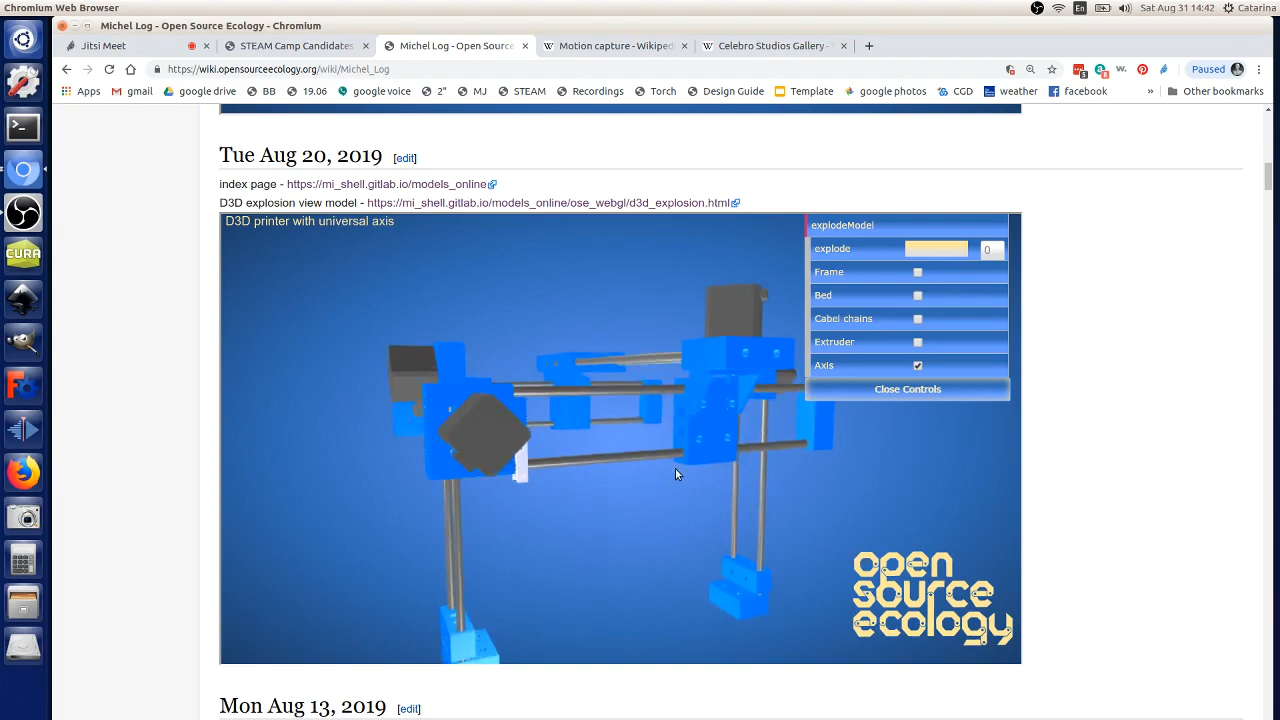 Chromium Web Browser
En
Sat Aug 31 14:42
Catarina
Michel Log - Open Source Ecology - Chromium
Jitsi Meet
STEAM Camp Candidates
Michel Log - Open Source
Motion capture - Wikiped
Celebro Studios Gallery -
https://wiki.opensourceecology.org/wiki/Michel_Log
Paused
Apps
gmail
google drive
BB
19.06
google voice
2"
MJ
STEAM
Recordings
Torch
Design Guide
Template
google photos
CGD
weather
facebook
»
Other bookmarks
Tue Aug 20, 2019 [edit]
index page - https://mi_shell.gitlab.io/models_online
D3D explosion view model - https://mi_shell.gitlab.io/models_online/ose_webgl/d3d_explosion.html
D3D printer with universal axis
explodeModel
explode 0
Frame
Bed
Cabel chains
Extruder
Axis
Close Controls
open
source
ecology
CURA
Mon Aug 13, 2019 [edit]